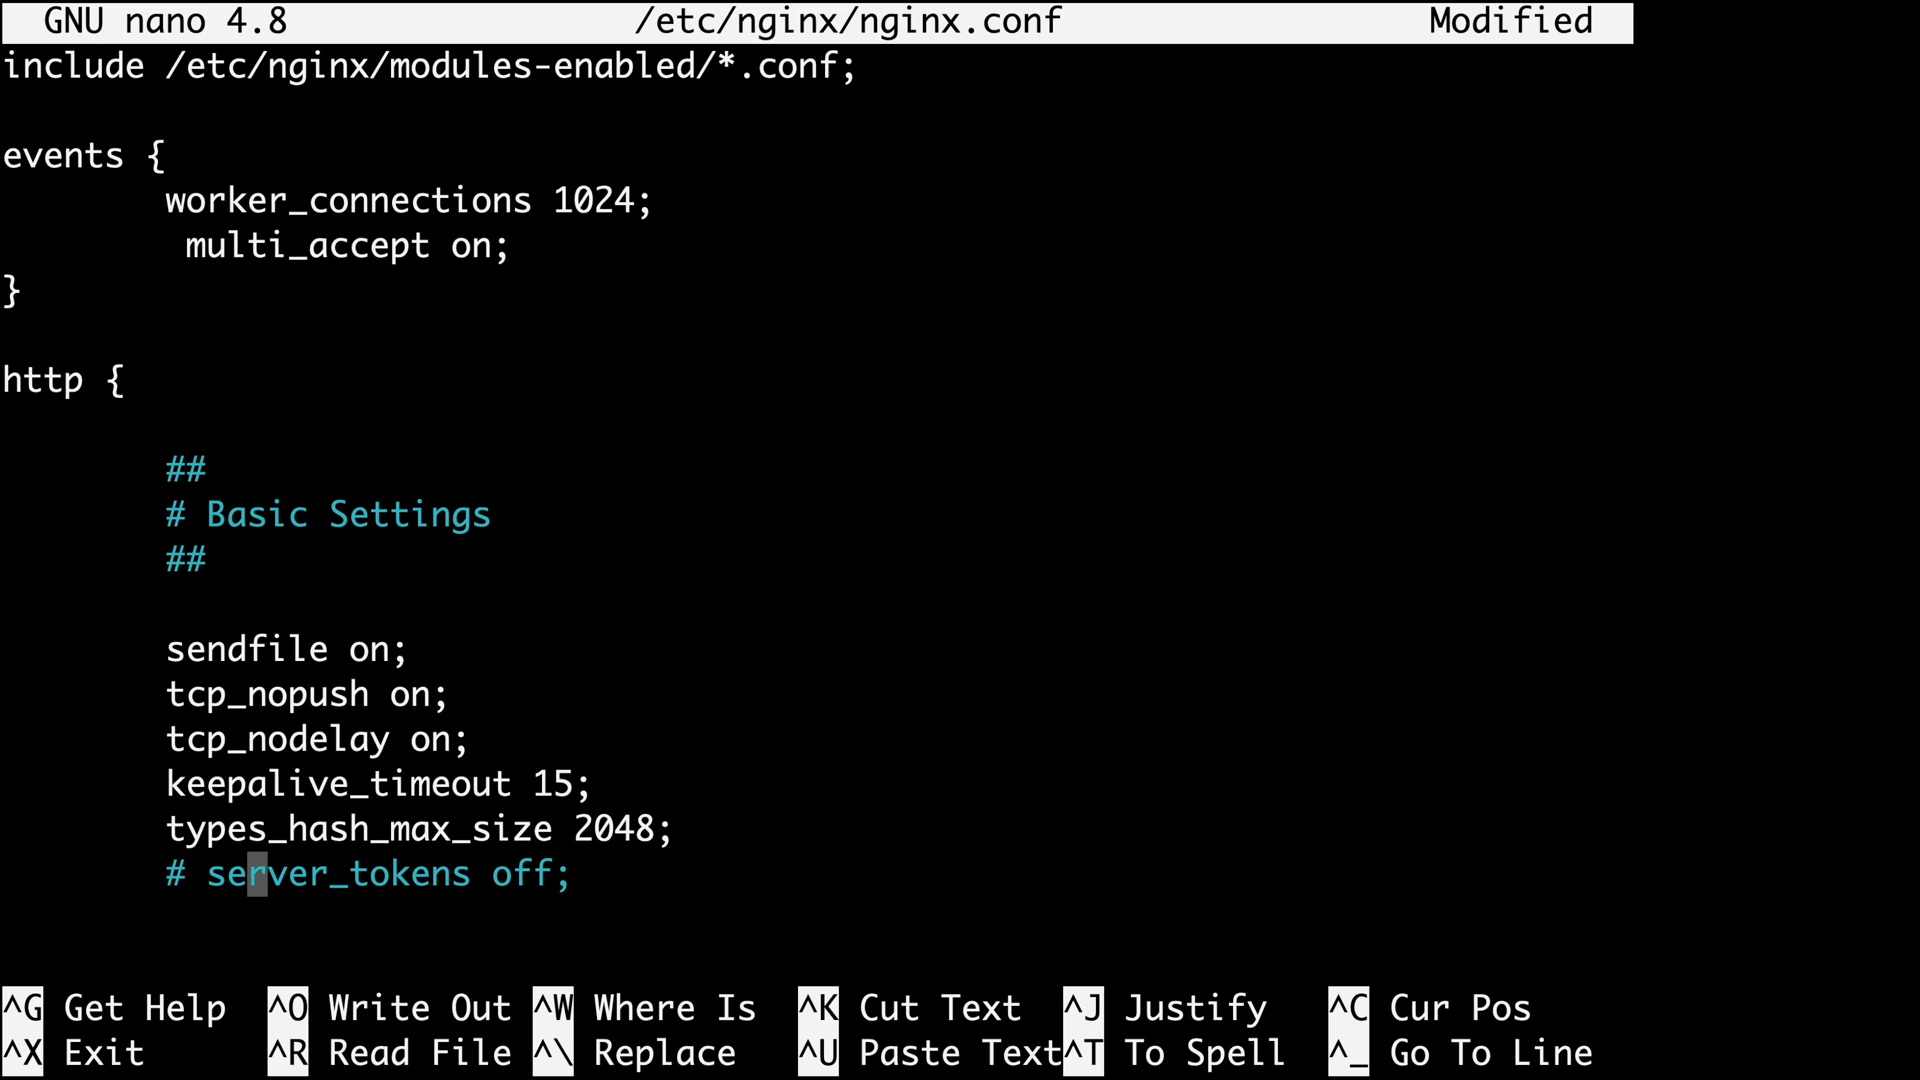 GNU nano 4.8 /etc/nginx/nginx.conf Modified
include /etc/nginx/modules-enabled/*.conf;
events {
worker_connections 1024;
multi_accept on;
}
http {
##
# Basic Settings
##
sendfile on;
tcp_nopush on;
tcp_nodelay on;
keepalive_timeout 15;
types_hash_max_size 2048;
# server_tokens off;
^G Get Help ^O Write Out ^W Where Is ^K Cut Text ^J Justify ^C Cur Pos
^X Exit ^R Read File ^\ Replace ^U Paste Text^T To Spell ^_ Go To Line